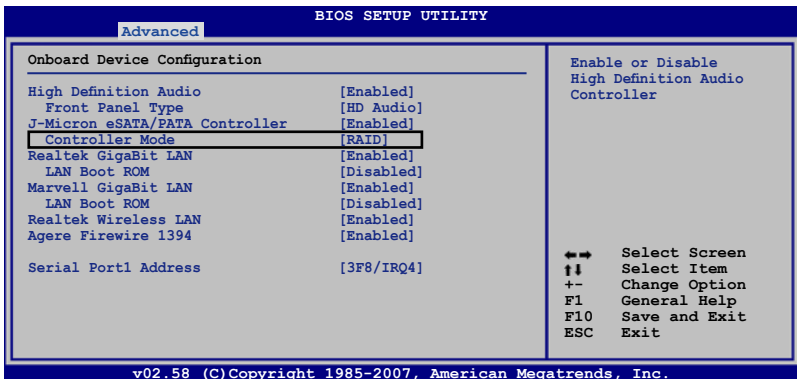 BIOS SETUP UTILITY
Advanced
Onboard Device Configuration
High Definition Audio [Enabled]
Front Panel Type [HD Audio]
J-Micron eSATA/PATA Controller [Enabled]
Controller Mode [RAID]
Realtek GigaBit LAN [Enabled]
LAN Boot ROM [Disabled]
Marvell GigaBit LAN [Enabled]
LAN Boot ROM [Disabled]
Realtek Wireless LAN [Enabled]
Agere Firewire 1394 [Enabled]
Serial Port1 Address [3F8/IRQ4]
Enable or Disable
High Definition Audio
Controller
←→ Select Screen
↑↓ Select Item
+- Change Option
F1 General Help
F10 Save and Exit
ESC Exit
v02.58 (C)Copyright 1985-2007, American Megatrends, Inc.